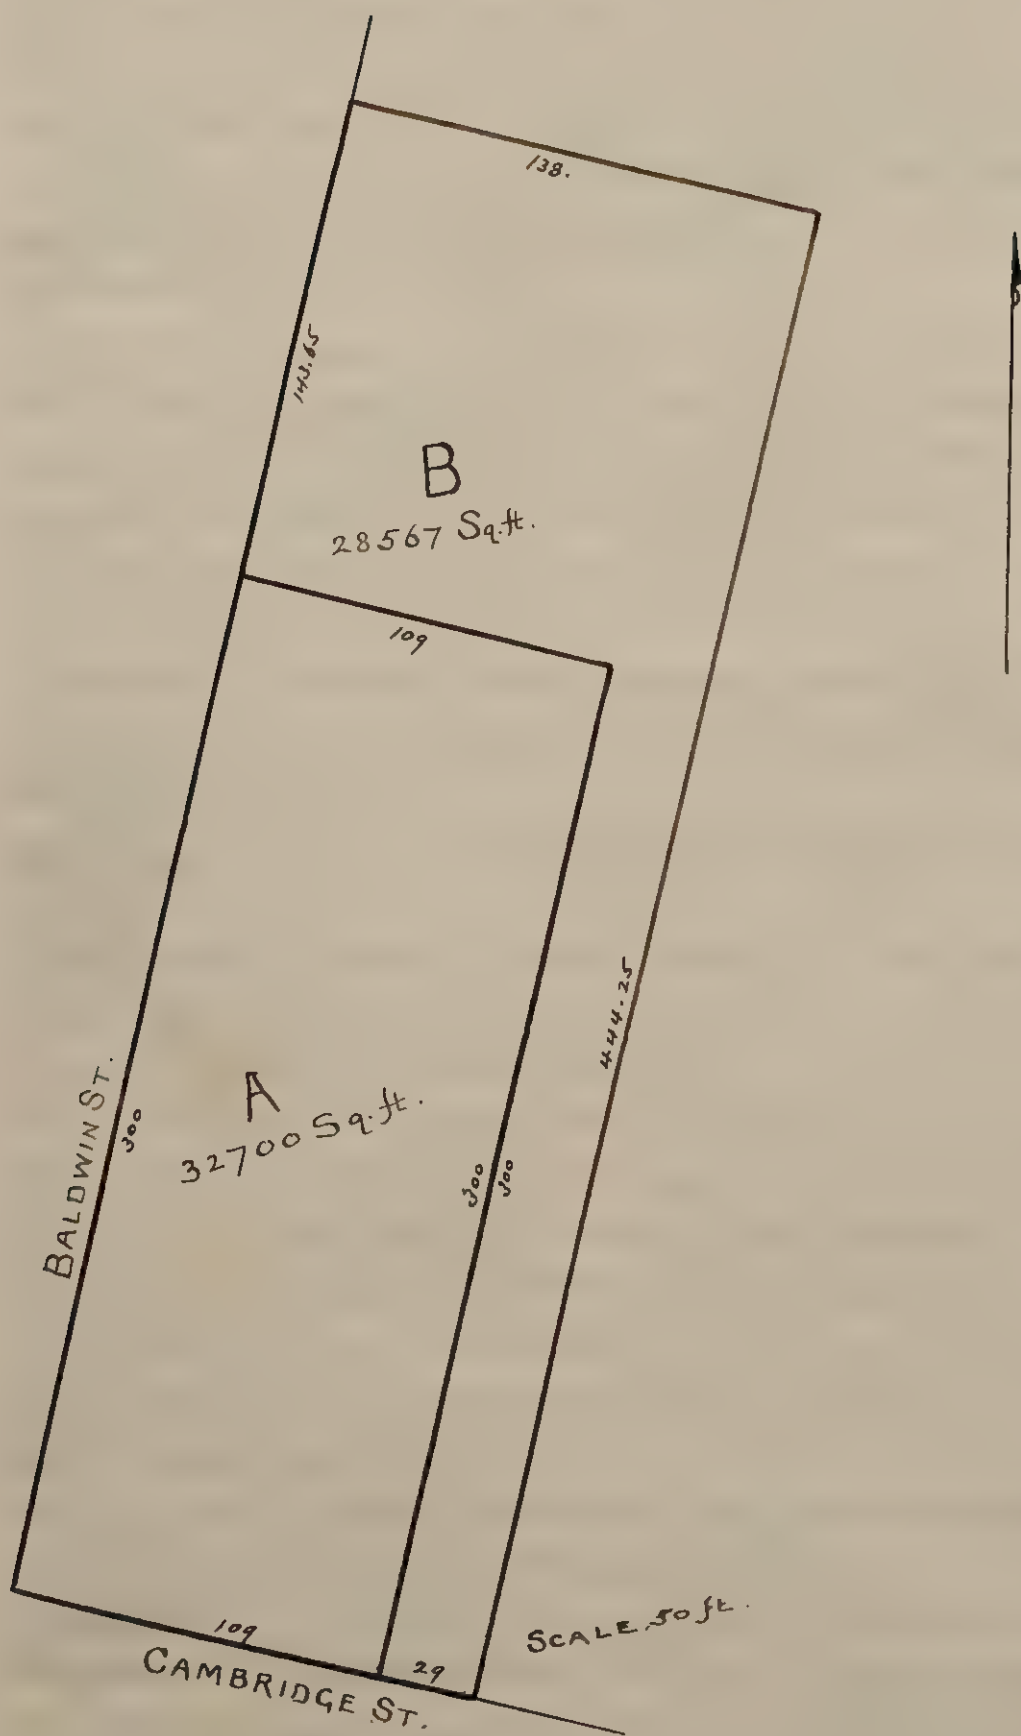 138.
143.65
B
28567 Sq.ft.
109
444.25
BALDWIN ST.
300
A
32700 Sq.ft.
300
300
109
29
CAMBRIDGE ST.
SCALE, 50 ft.